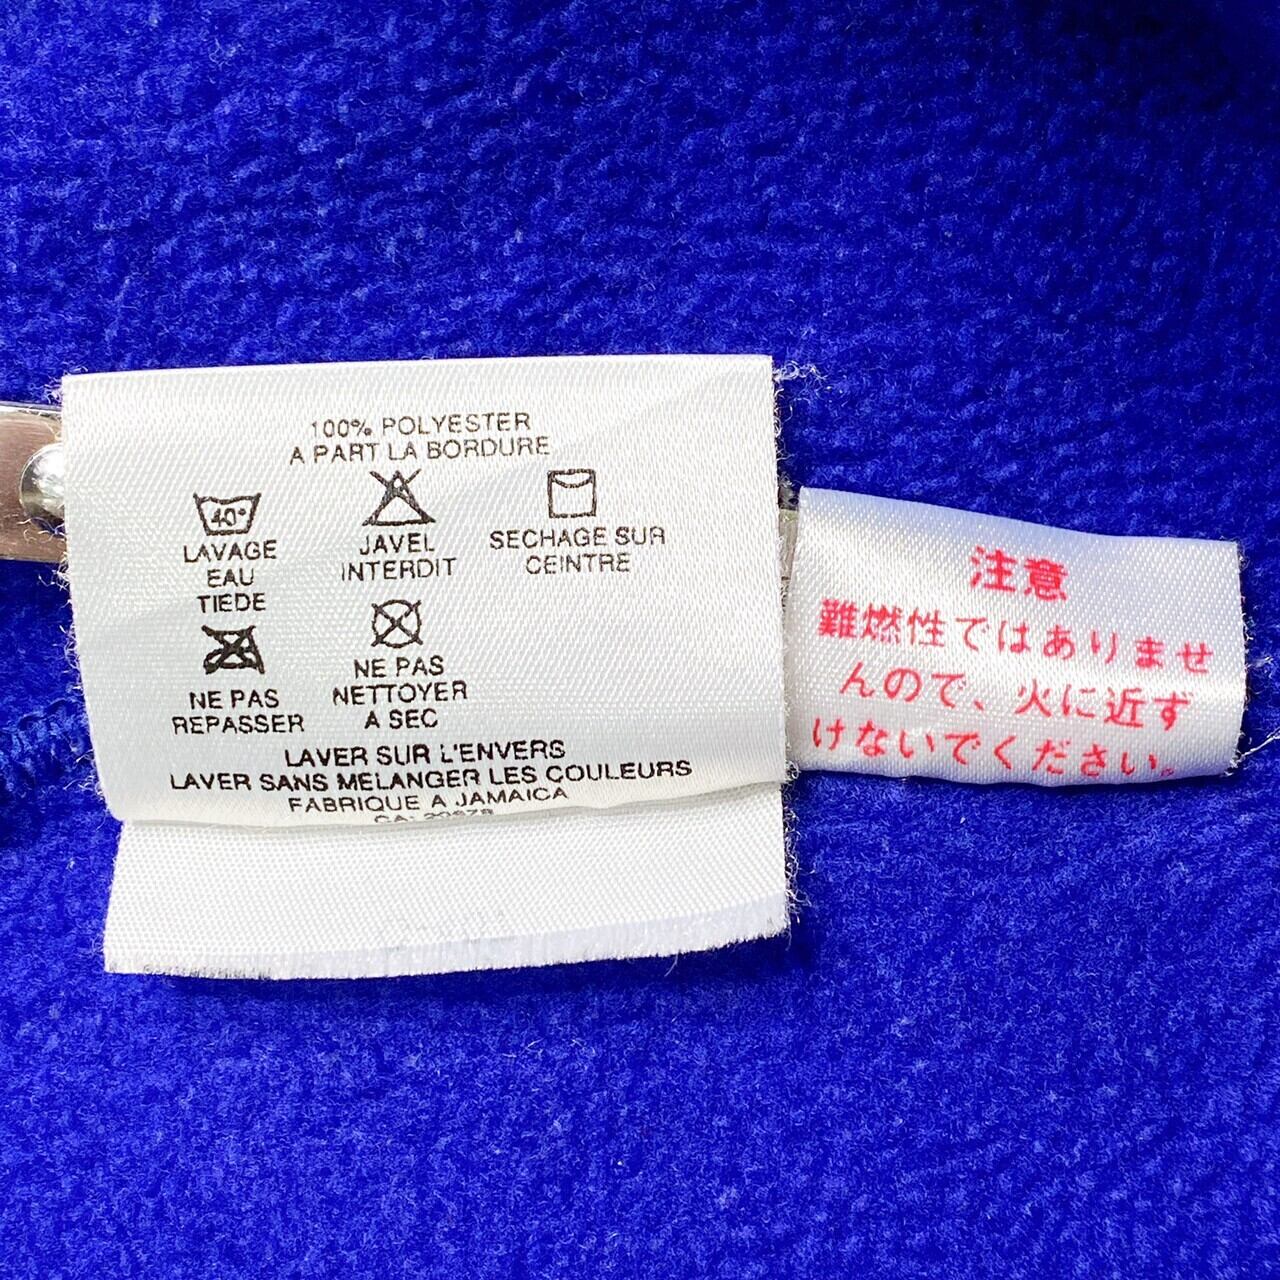 100% POLYESTER
A PART LA BORDURE
40°
LAVAGE
EAU
TIEDE
JAVEL
INTERDIT
SECHAGE SUR
CEINTRE
NE PAS
REPASSER
NE PAS
NETTOYER
A SEC
LAVER SUR L'ENVERS
LAVER SANS MELANGER LES COULEURS
FABRIQUE A JAMAICA
注意
難燃性ではありませ
んので、火に近ず
けないでください。